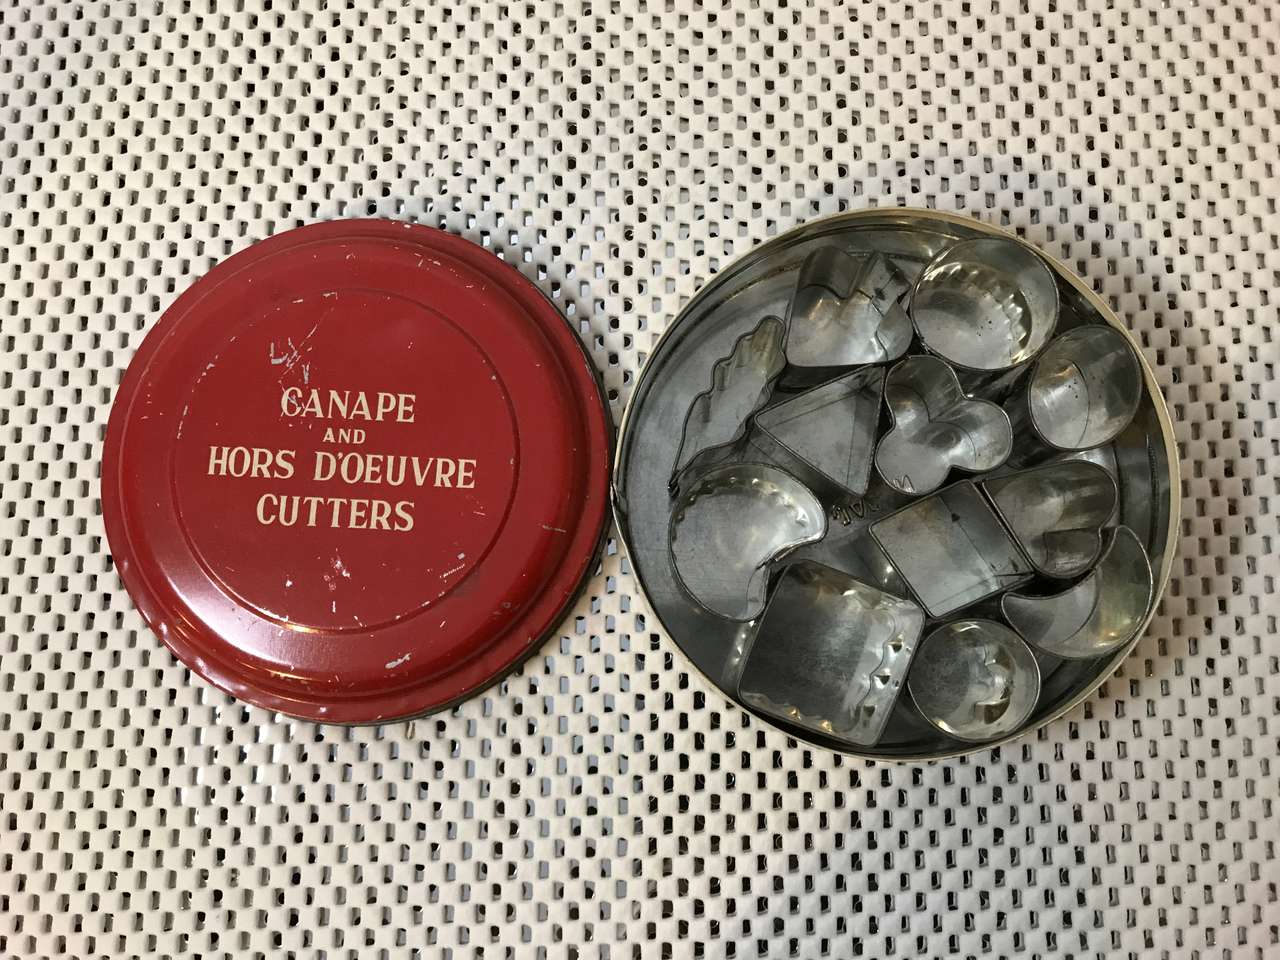 CANAPE
AND
HORS D'OEUVRE
CUTTERS